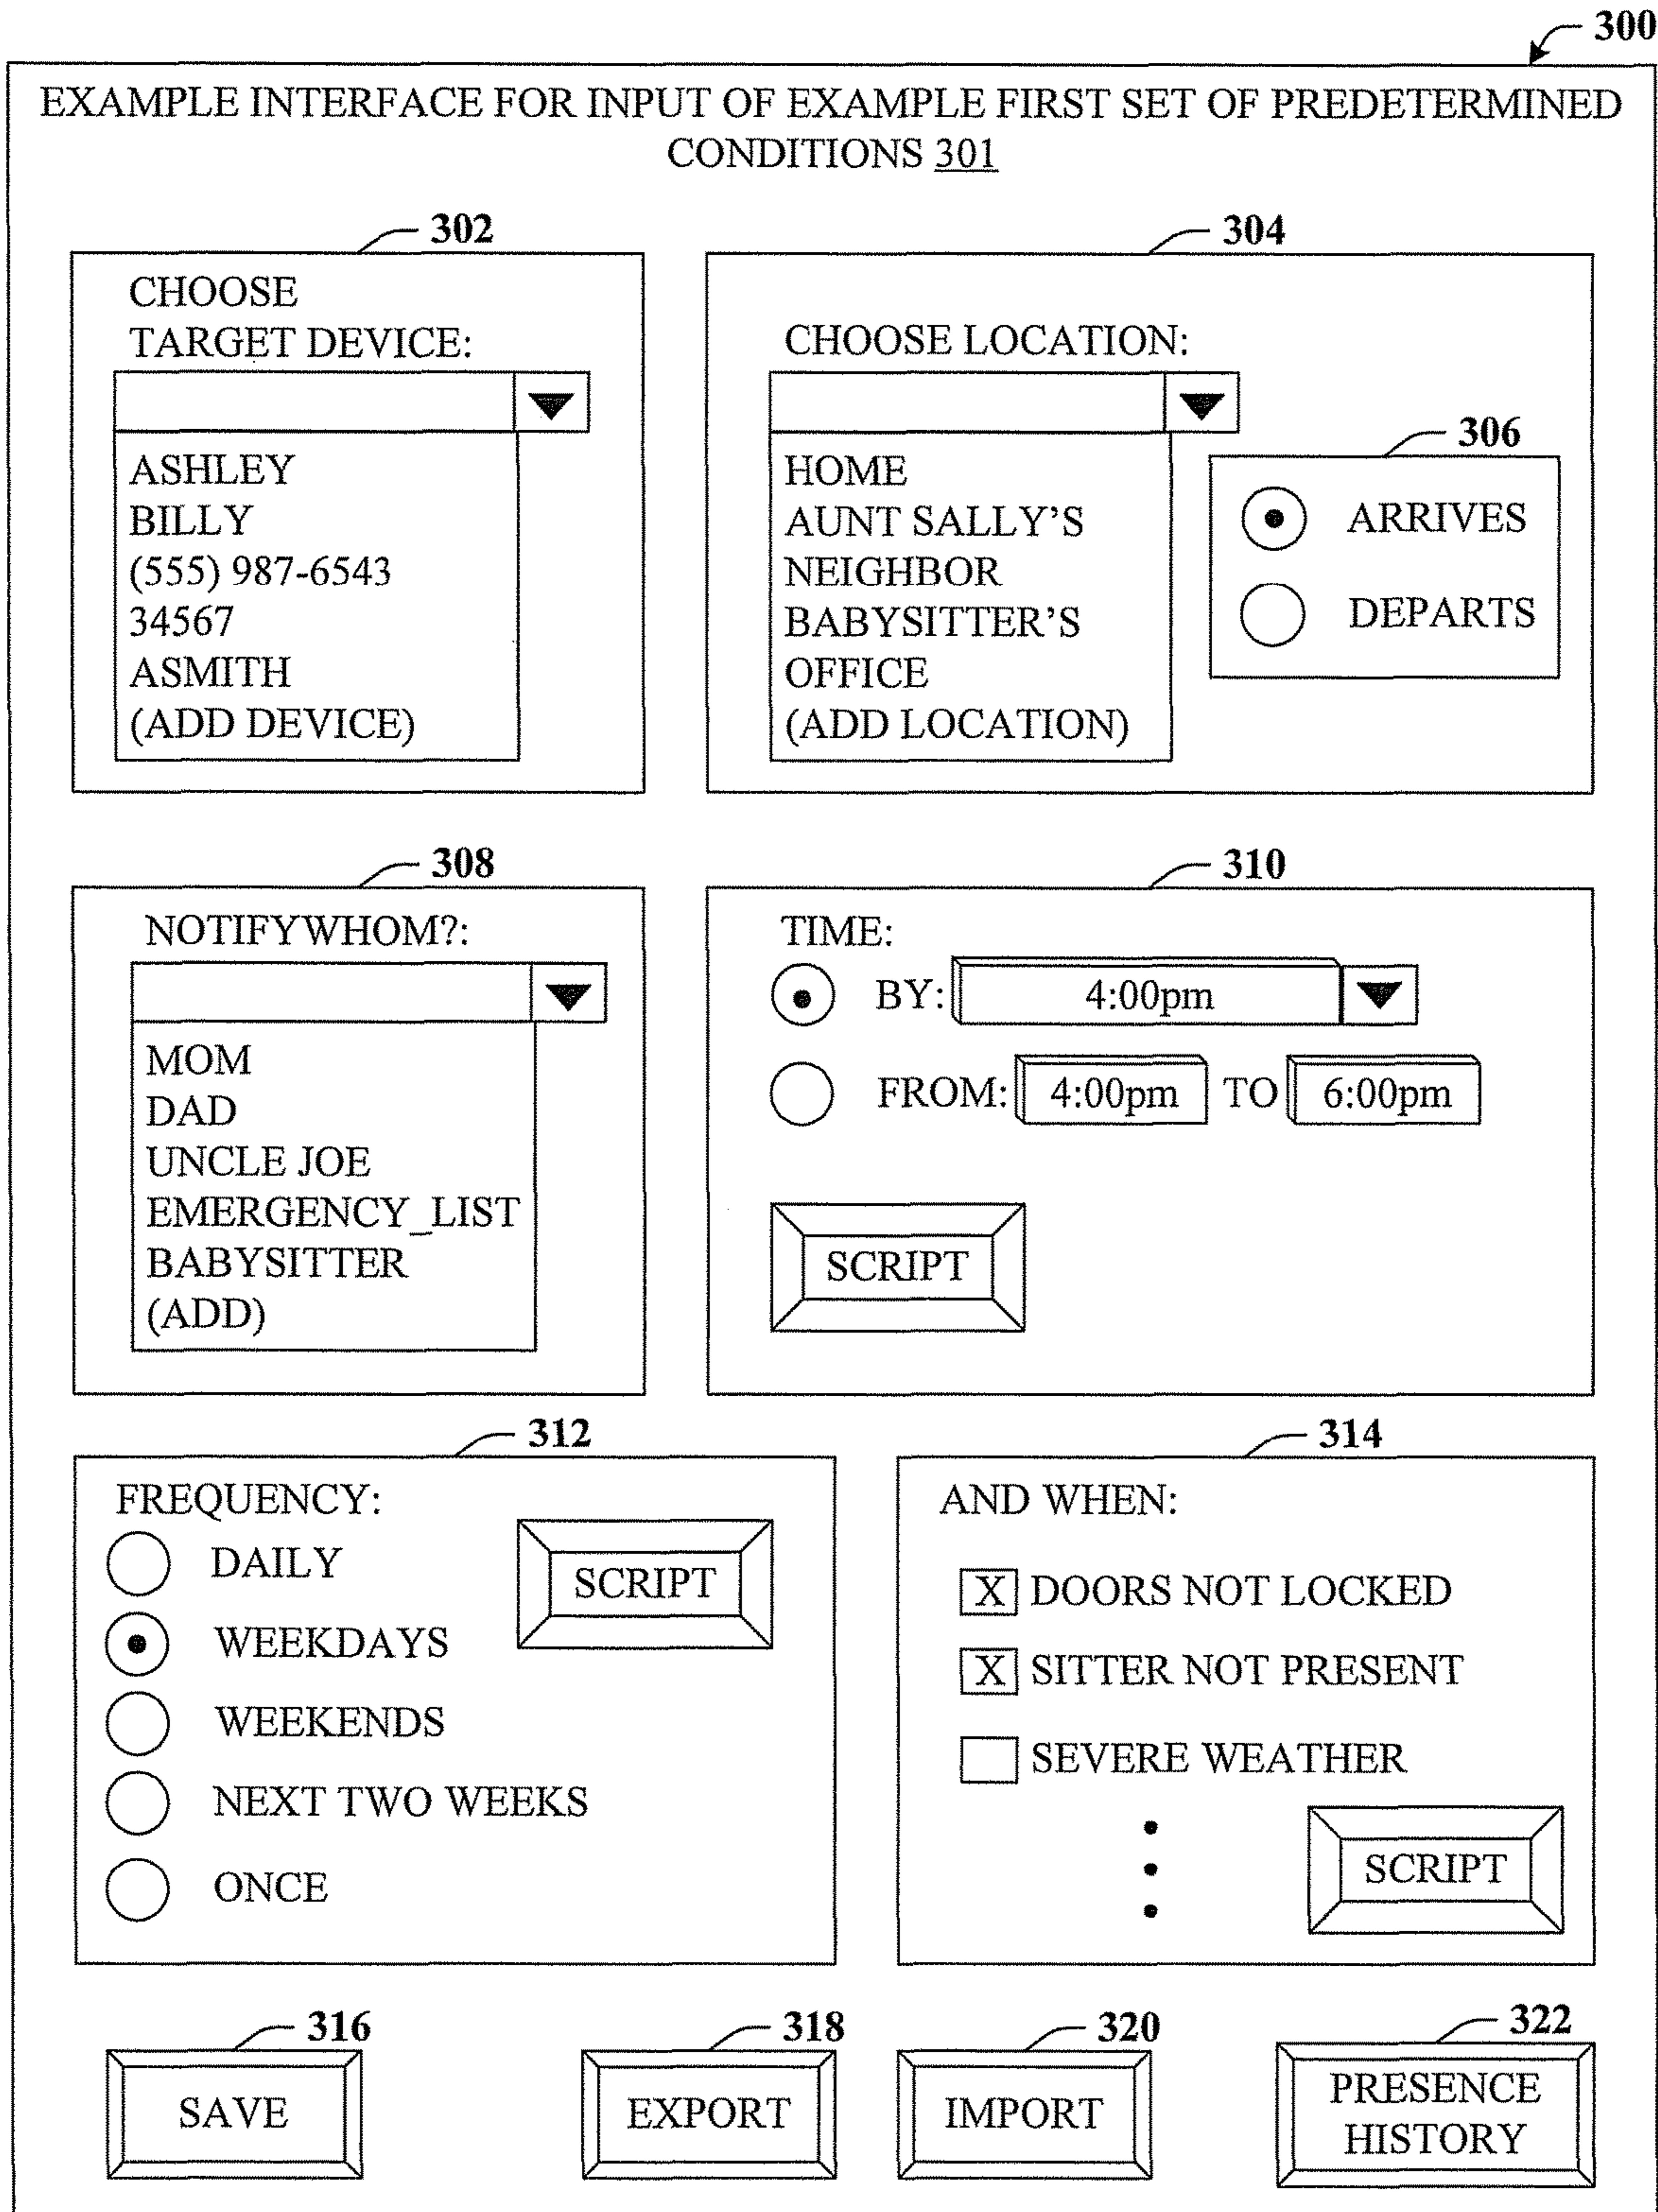 300
EXAMPLE INTERFACE FOR INPUT OF EXAMPLE FIRST SET OF PREDETERMINED
CONDITIONS 301
302
CHOOSE
TARGET DEVICE:
ASHLEY
BILLY
(555) 987-6543
34567
ASMITH
(ADD DEVICE)
304
CHOOSE LOCATION:
HOME
AUNT SALLY'S
NEIGHBOR
BABYSITTER'S
OFFICE
(ADD LOCATION)
306
ARRIVES
DEPARTS
308
NOTIFYWHOM?:
MOM
DAD
UNCLE JOE
EMERGENCY_LIST
BABYSITTER
(ADD)
310
TIME:
BY: 4:00pm
FROM: 4:00pm TO 6:00pm
SCRIPT
312
FREQUENCY:
DAILY
WEEKDAYS
WEEKENDS
NEXT TWO WEEKS
ONCE
SCRIPT
314
AND WHEN:
X DOORS NOT LOCKED
X SITTER NOT PRESENT
SEVERE WEATHER
SCRIPT
316
SAVE
318
EXPORT
320
IMPORT
322
PRESENCE
HISTORY